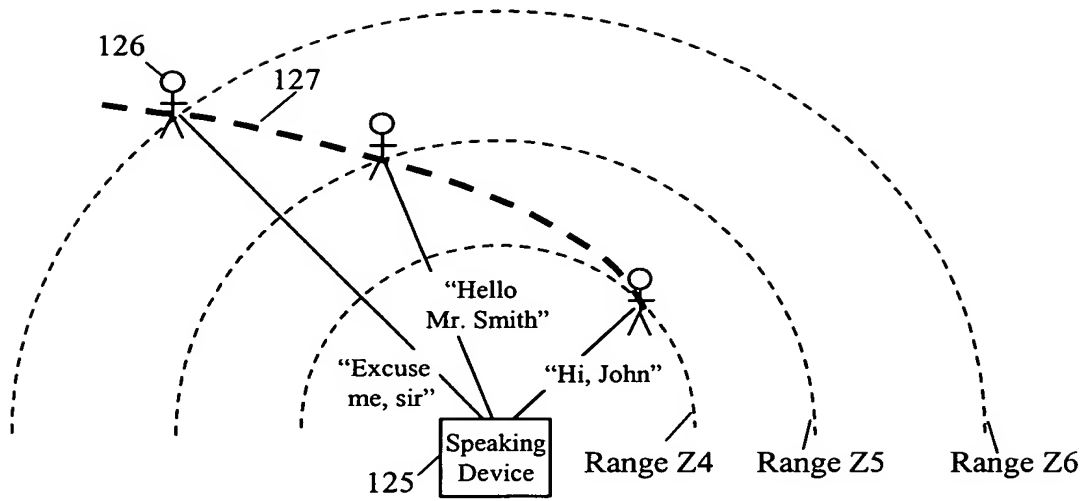 126
127
“Hello
Mr. Smith”
“Excuse
me, sir”
“Hi, John”
Speaking
Device
125
Range Z4
Range Z5
Range Z6